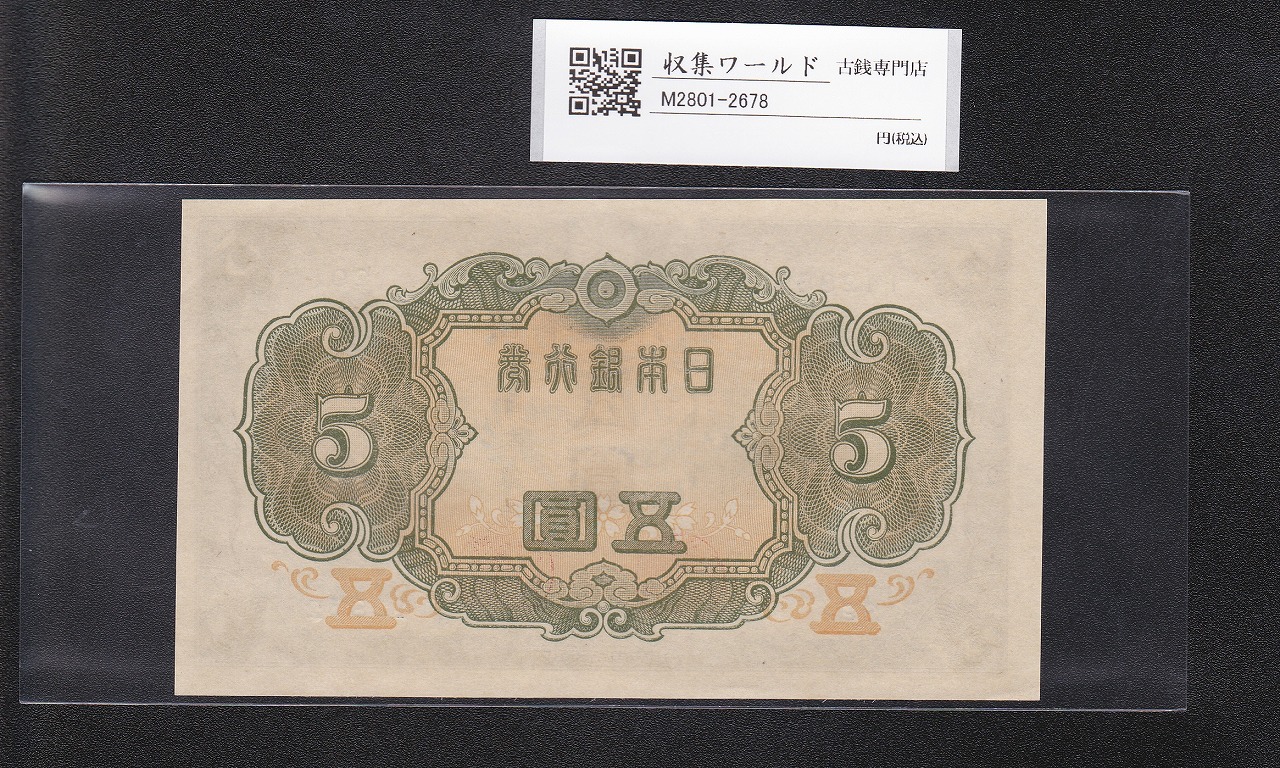 収集ワールド 古銭専門店
M2801-2678
円(税込)
券行銀本日
5 5
圓五
五 五